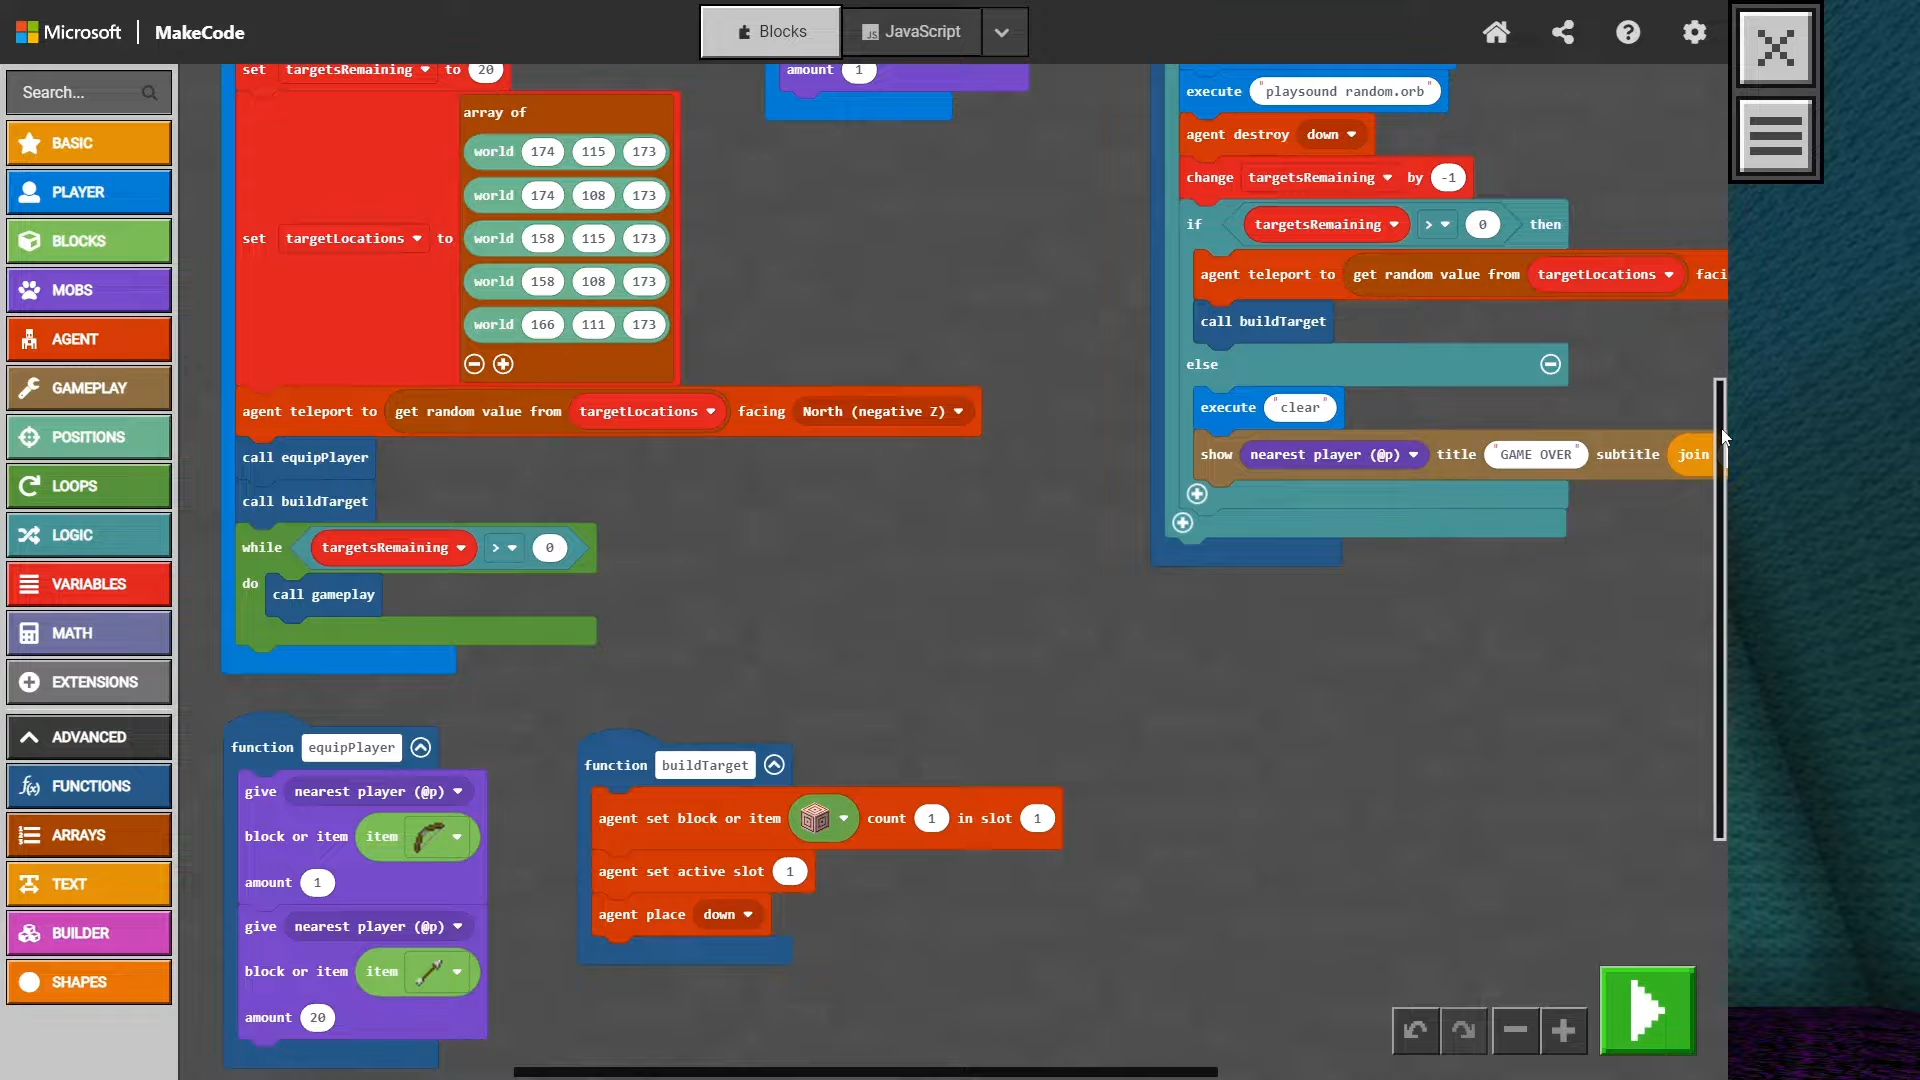 Microsoft MakeCode
Blocks
JavaScript
Search...
BASIC
PLAYER
BLOCKS
MOBS
AGENT
GAMEPLAY
POSITIONS
LOOPS
LOGIC
VARIABLES
MATH
EXTENSIONS
ADVANCED
FUNCTIONS
ARRAYS
TEXT
BUILDER
SHAPES
set targetsRemaining to 20
set targetLocations to
array of
world 174 115 173
world 174 108 173
world 158 115 173
world 158 108 173
world 166 111 173
agent teleport to get random value from targetLocations facing North (negative Z)
call equipPlayer
call buildTarget
while targetsRemaining > 0
do
call gameplay
amount 1
execute "playsound random.orb"
agent destroy down
change targetsRemaining by -1
if targetsRemaining > 0 then
agent teleport to get random value from targetLocations faci
call buildTarget
else
execute "clear"
show nearest player (@p) title "GAME OVER" subtitle join
function equipPlayer
give nearest player (@p)
block or item item
amount 1
give nearest player (@p)
block or item item
amount 20
function buildTarget
agent set block or item count 1 in slot 1
agent set active slot 1
agent place down